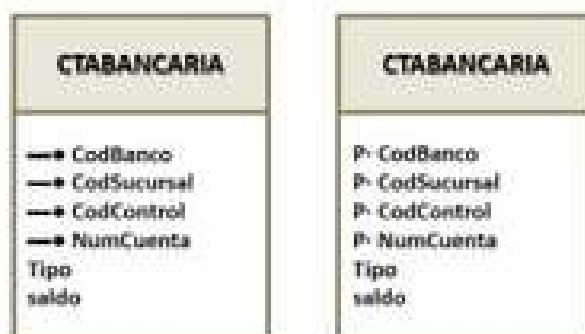 CTABANCARIA
CodBanco
CodSucursal
CodControl
NumCuenta
Tipo
saldo
CTABANCARIA
P- CodBanco
P- CodSucursal
P- CodControl
P- NumCuenta
Tipo
saldo